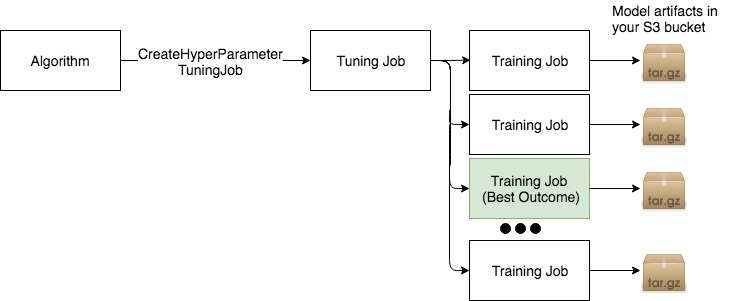 Model artifacts in
your S3 bucket
Algorithm
CreateHyperParameter
TuningJob
Tuning Job
Training Job
tar.gz
Training Job
tar.gz
Training Job
(Best Outcome)
tar.gz
Training Job
tar.gz